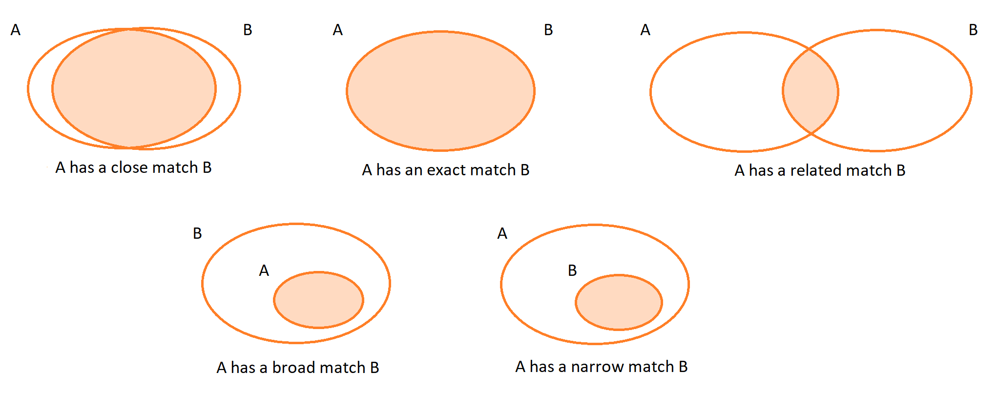 A
B
A
B
A
B
A has a close match B
A has an exact match B
A has a related match B
B
A
A
B
A has a broad match B
A has a narrow match B